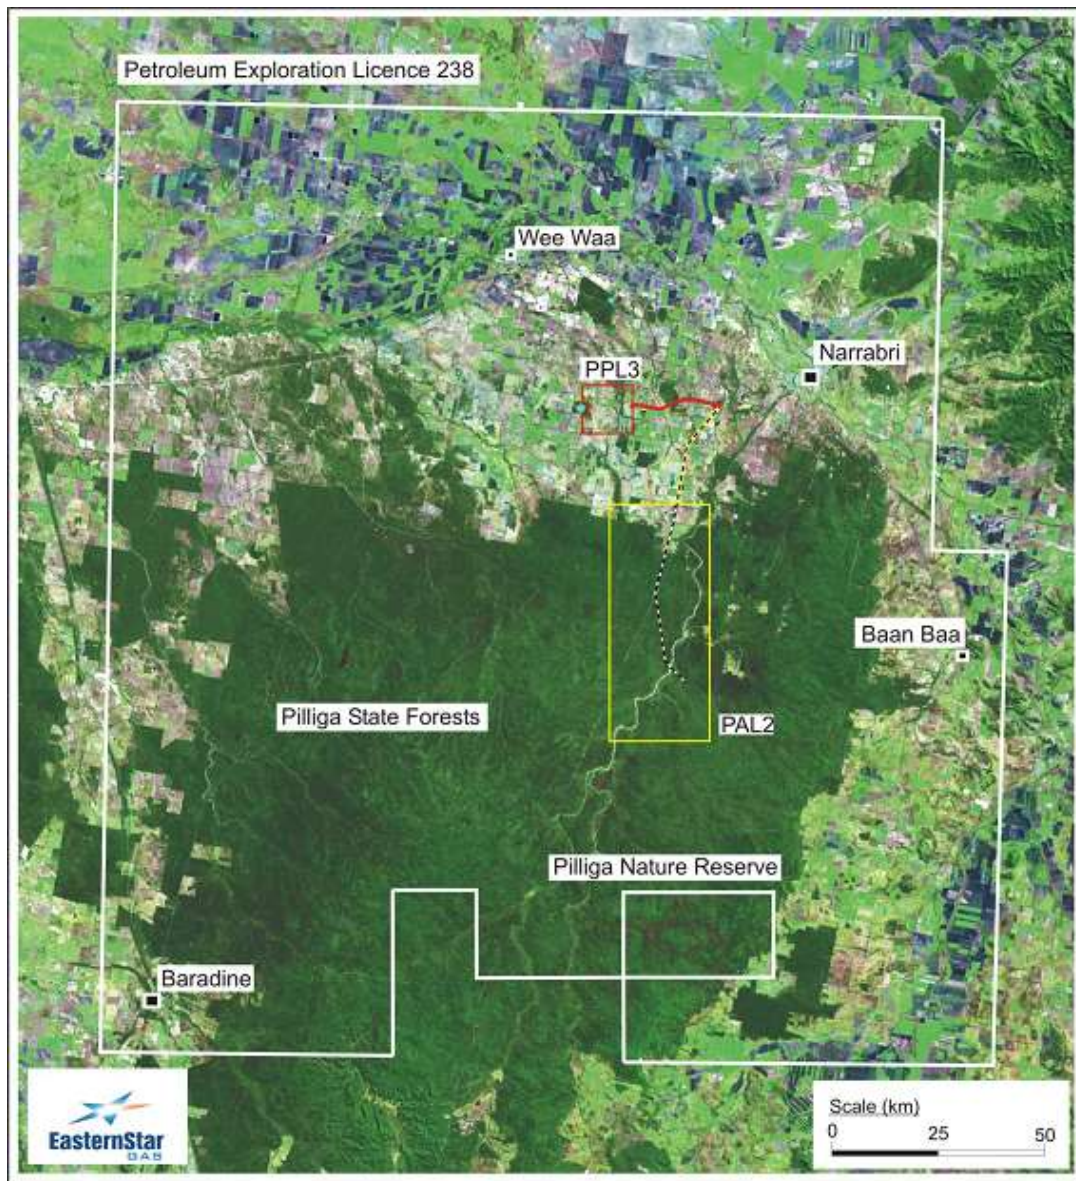 Petroleum Exploration Licence 238
Wee Waa
Narrabri
PPL3
Baan Baa
Pilliga State Forests
PAL2
Pilliga Nature Reserve
Baradine
EasternStar
GAS
Scale (km)
0 25 50